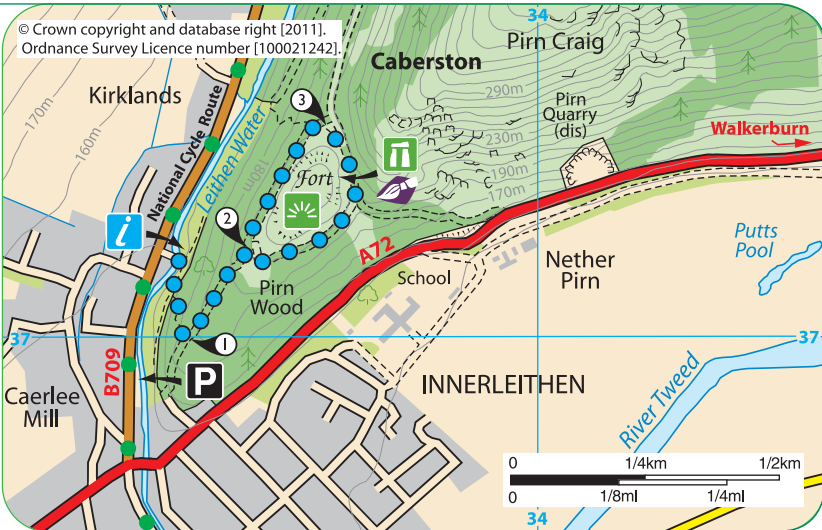 © Crown copyright and database right [2011].
Ordnance Survey Licence number [100021242].
34
Pirn Craig
Caberston
Kirklands
290m
170m
160m
3
Pirn
Quarry
(dis)
National Cycle Route
Leithen Water
230m
Walkerburn
180m
190m
170m
Fort
i
2
A72
Putts
Pool
Nether
Pirn
School
Pirn
Wood
37
1
37
B709
P
Caerlee
Mill
INNERLEITHEN
River Tweed
0 1/4km 1/2km
0 1/8ml 1/4ml
34